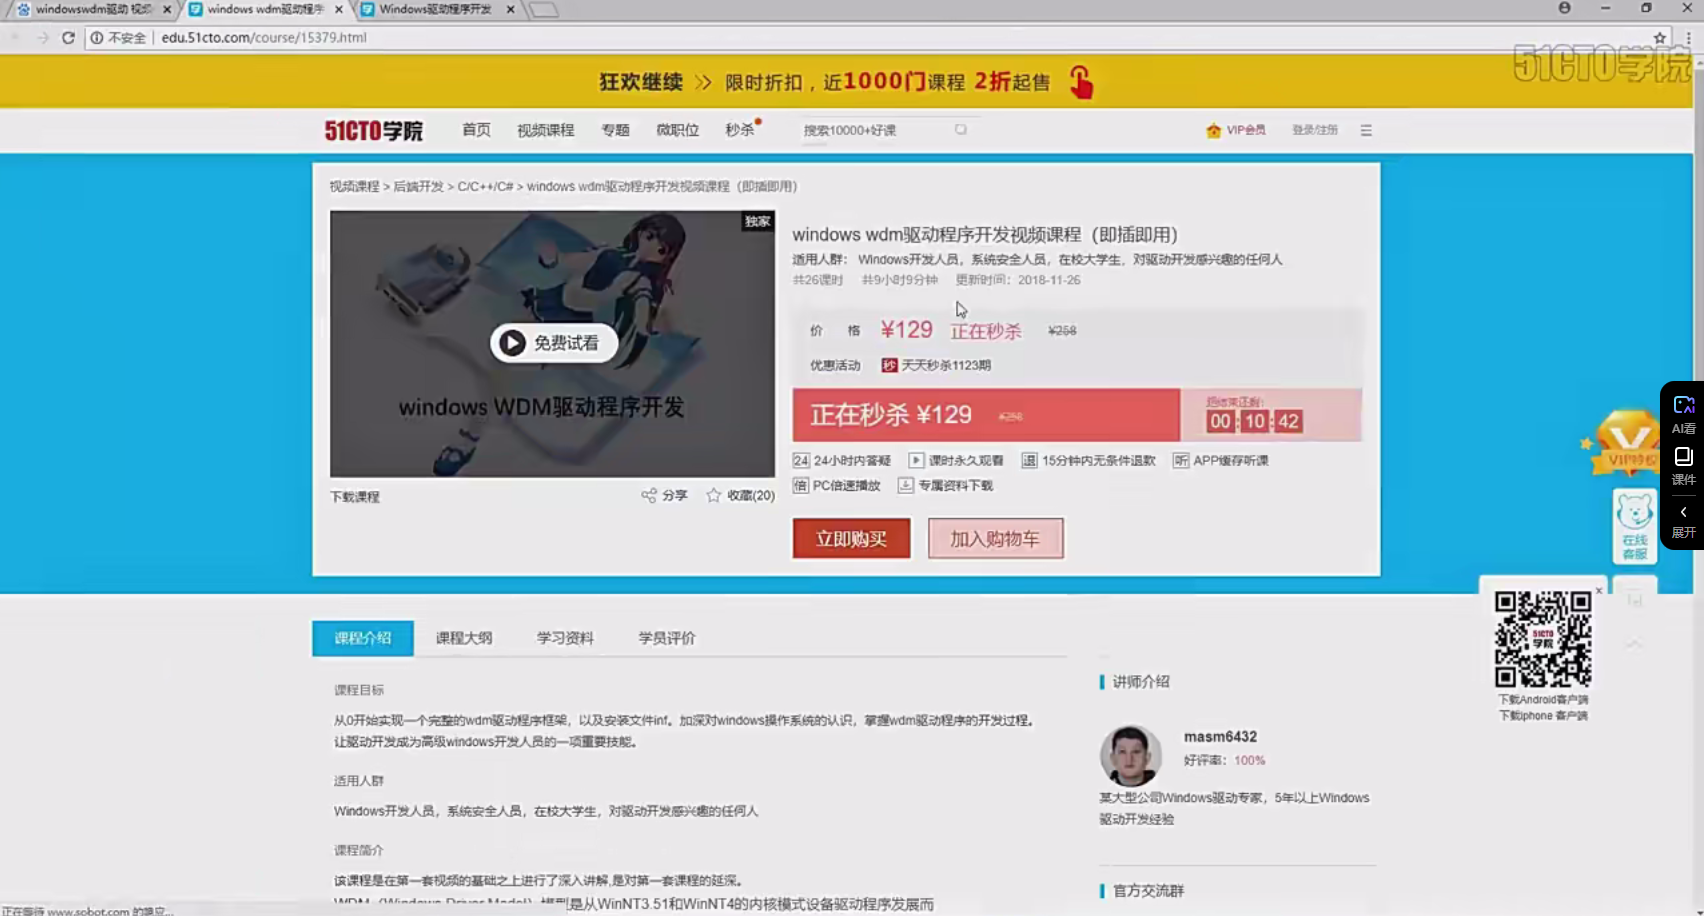 windowswdm驱动 视频
windows wdm驱动程序
Windows驱动程序开发
不安全 | edu.51cto.com/course/15379.html
51CTO学院
狂欢继续 >> 限时折扣，近1000门课程 2折起售
51CTO学院 首页 视频课程 专题 微职位 秒杀 搜索10000+好课 VIP会员 登录/注册
视频课程 > 后端开发 > C/C++/C# > windows wdm驱动程序开发视频课程（即插即用）
独家
免费试看
windows WDM驱动程序开发
下载课程 分享 收藏(20)
windows wdm驱动程序开发视频课程（即插即用）
适用人群： Windows开发人员，系统安全人员，在校大学生，对驱动开发感兴趣的任何人
共26课时 共9小时9分钟 更新时间：2018-11-26
价 格 ¥129 正在秒杀 ¥258
优惠活动 秒 天天秒杀1123期
正在秒杀 ¥129 ¥258
距结束还剩:
00:10:42
24 24小时内答疑 课时永久观看 退 15分钟内无条件退款 听 APP缓存听课
倍 PC倍速播放 专属资料下载
立即购买 加入购物车
AI看
课件
展开
VIP特权
在线
客服
51CTO
学院
下载Android客户端
下载iphone 客户端
课程介绍 课程大纲 学习资料 学员评价
课程目标
从0开始实现一个完整的wdm驱动程序框架，以及安装文件inf。加深对windows操作系统的认识，掌握wdm驱动程序的开发过程。
让驱动开发成为高级windows开发人员的一项重要技能。
适用人群
Windows开发人员，系统安全人员，在校大学生，对驱动开发感兴趣的任何人
课程简介
该课程是在第一套视频的基础之上进行了深入讲解,是对第一套课程的延深。
WDM（Windows Driver Model）模型是从WinNT3.51和WinNT4的内核模式设备驱动程序发展而
讲师介绍
masm6432
好评率：100%
某大型公司Windows驱动专家，5年以上Windows
驱动开发经验
官方交流群
正在等待 www.sobot.com 的响应...